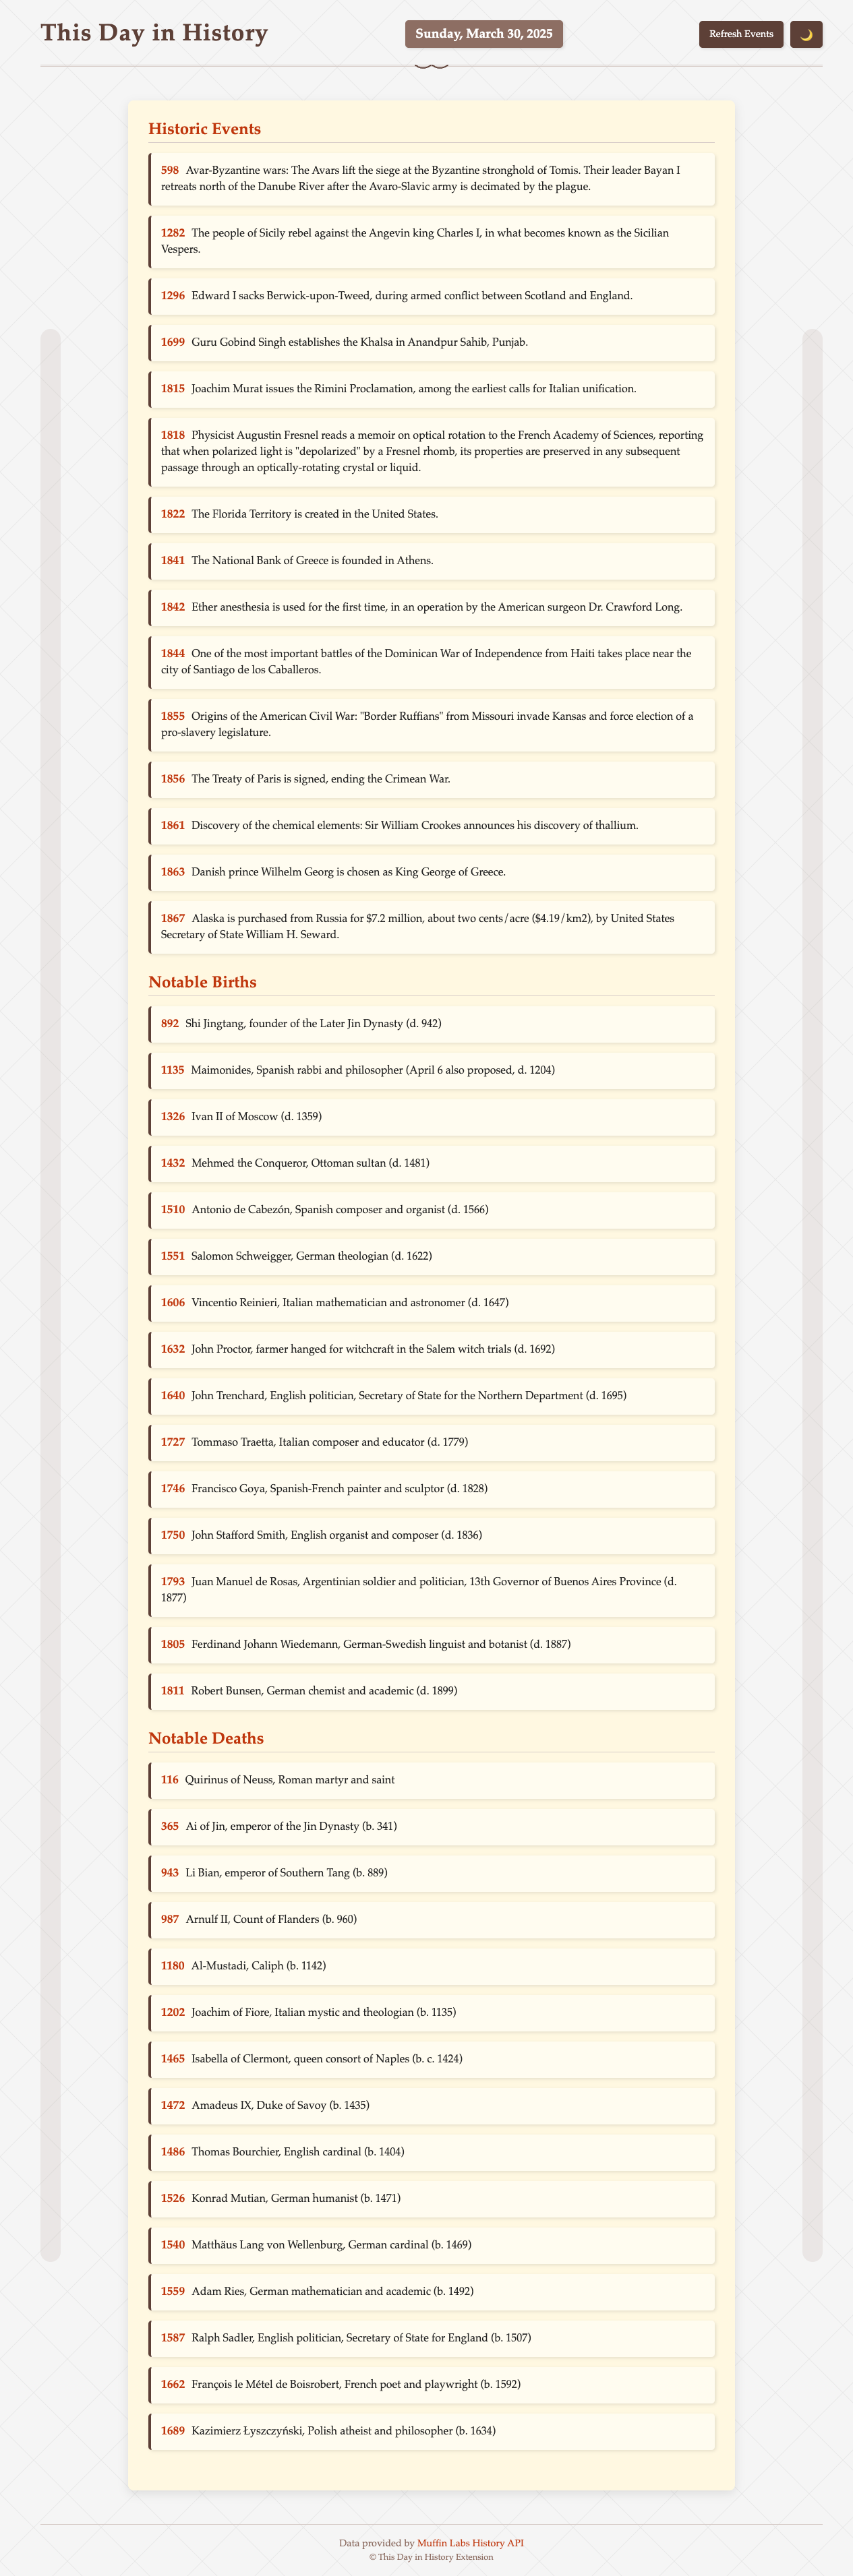 This Day in History
Sunday, March 30, 2025
Refresh Events
Historic Events
598 Avar-Byzantine wars: The Avars lift the siege at the Byzantine stronghold of Tomis. Their leader Bayan I
retreats north of the Danube River after the Avaro-Slavic army is decimated by the plague.
1282 The people of Sicily rebel against the Angevin king Charles I, in what becomes known as the Sicilian
Vespers.
1296 Edward I sacks Berwick-upon-Tweed, during armed conflict between Scotland and England.
1699 Guru Gobind Singh establishes the Khalsa in Anandpur Sahib, Punjab.
1815 Joachim Murat issues the Rimini Proclamation, among the earliest calls for Italian unification.
1818 Physicist Augustin Fresnel reads a memoir on optical rotation to the French Academy of Sciences, reporting
that when polarized light is "depolarized" by a Fresnel rhomb, its properties are preserved in any subsequent
passage through an optically-rotating crystal or liquid.
1822 The Florida Territory is created in the United States.
1841 The National Bank of Greece is founded in Athens.
1842 Ether anesthesia is used for the first time, in an operation by the American surgeon Dr. Crawford Long.
1844 One of the most important battles of the Dominican War of Independence from Haiti takes place near the
city of Santiago de los Caballeros.
1855 Origins of the American Civil War: "Border Ruffians" from Missouri invade Kansas and force election of a
pro-slavery legislature.
1856 The Treaty of Paris is signed, ending the Crimean War.
1861 Discovery of the chemical elements: Sir William Crookes announces his discovery of thallium.
1863 Danish prince Wilhelm Georg is chosen as King George of Greece.
1867 Alaska is purchased from Russia for $7.2 million, about two cents/acre ($4.19/km2), by United States
Secretary of State William H. Seward.
Notable Births
892 Shi Jingtang, founder of the Later Jin Dynasty (d. 942)
1135 Maimonides, Spanish rabbi and philosopher (April 6 also proposed, d. 1204)
1326 Ivan II of Moscow (d. 1359)
1432 Mehmed the Conqueror, Ottoman sultan (d. 1481)
1510 Antonio de Cabezón, Spanish composer and organist (d. 1566)
1551 Salomon Schweigger, German theologian (d. 1622)
1606 Vincentio Reinieri, Italian mathematician and astronomer (d. 1647)
1632 John Proctor, farmer hanged for witchcraft in the Salem witch trials (d. 1692)
1640 John Trenchard, English politician, Secretary of State for the Northern Department (d. 1695)
1727 Tommaso Traetta, Italian composer and educator (d. 1779)
1746 Francisco Goya, Spanish-French painter and sculptor (d. 1828)
1750 John Stafford Smith, English organist and composer (d. 1836)
1793 Juan Manuel de Rosas, Argentinian soldier and politician, 13th Governor of Buenos Aires Province (d.
1877)
1805 Ferdinand Johann Wiedemann, German-Swedish linguist and botanist (d. 1887)
1811 Robert Bunsen, German chemist and academic (d. 1899)
Notable Deaths
116 Quirinus of Neuss, Roman martyr and saint
365 Ai of Jin, emperor of the Jin Dynasty (b. 341)
943 Li Bian, emperor of Southern Tang (b. 889)
987 Arnulf II, Count of Flanders (b. 960)
1180 Al-Mustadi, Caliph (b. 1142)
1202 Joachim of Fiore, Italian mystic and theologian (b. 1135)
1465 Isabella of Clermont, queen consort of Naples (b. c. 1424)
1472 Amadeus IX, Duke of Savoy (b. 1435)
1486 Thomas Bourchier, English cardinal (b. 1404)
1526 Konrad Mutian, German humanist (b. 1471)
1540 Matthäus Lang von Wellenburg, German cardinal (b. 1469)
1559 Adam Ries, German mathematician and academic (b. 1492)
1587 Ralph Sadler, English politician, Secretary of State for England (b. 1507)
1662 François le Métel de Boisrobert, French poet and playwright (b. 1592)
1689 Kazimierz Łyszczyński, Polish atheist and philosopher (b. 1634)
Data provided by Muffin Labs History API
© This Day in History Extension